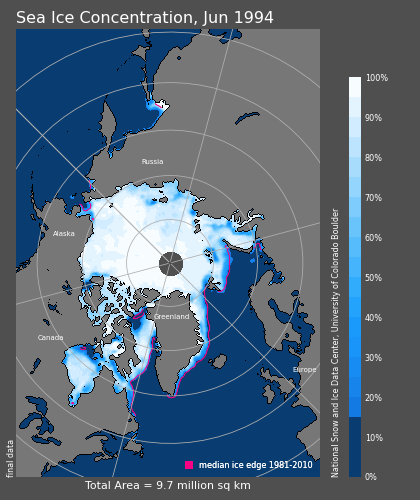 Sea Ice Concentration, Jun 1994
Russia
Alaska
Greenland
Canada
Europe
100%
90%
80%
70%
60%
50%
40%
30%
20%
10%
0%
National Snow and Ice Data Center, University of Colorado Boulder
final data
median ice edge 1981-2010
Total Area = 9.7 million sq km